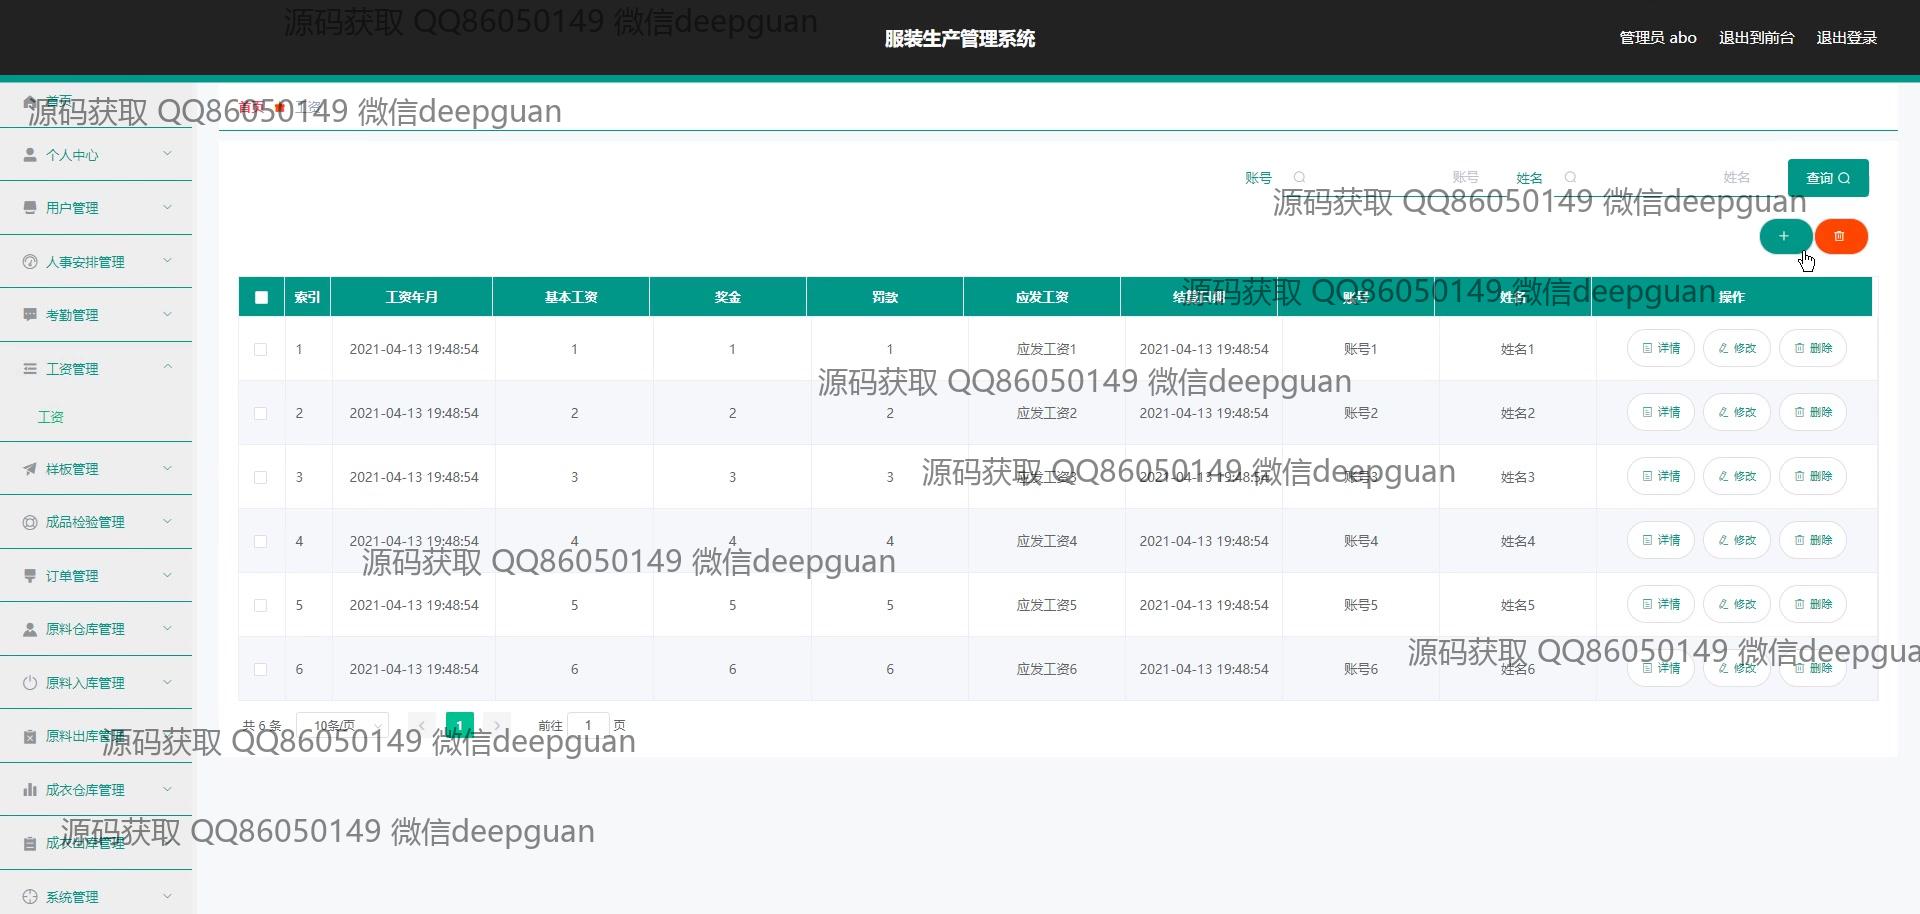 源码获取 QQ86050149 微信deepguan
服装生产管理系统
管理员 abo 退出到前台 退出登录
首页
首页 工资
源码获取 QQ86050149 微信deepguan
个人中心
账号 账号 姓名 姓名 查询
用户管理
源码获取 QQ86050149 微信deepguan
人事安排管理
索引 工资年月 基本工资 奖金 罚款 应发工资 结算日期 账号 姓名 操作
源码获取 QQ86050149 微信deepguan
考勤管理
1 2021-04-13 19:48:54 1 1 1 应发工资1 2021-04-13 19:48:54 账号1 姓名1 详情 修改 删除
工资管理
源码获取 QQ86050149 微信deepguan
工资
2 2021-04-13 19:48:54 2 2 2 应发工资2 2021-04-13 19:48:54 账号2 姓名2 详情 修改 删除
样板管理
3 2021-04-13 19:48:54 3 3 3 应发工资3 2021-04-13 19:48:54 账号3 姓名3 详情 修改 删除
源码获取 QQ86050149 微信deepguan
成品检验管理
4 2021-04-13 19:48:54 4 4 4 应发工资4 2021-04-13 19:48:54 账号4 姓名4 详情 修改 删除
源码获取 QQ86050149 微信deepguan
订单管理
5 2021-04-13 19:48:54 5 5 5 应发工资5 2021-04-13 19:48:54 账号5 姓名5 详情 修改 删除
原料仓库管理
源码获取 QQ86050149 微信deepgua
6 2021-04-13 19:48:54 6 6 6 应发工资6 2021-04-13 19:48:54 账号6 姓名6 详情 修改 删除
原料入库管理
共 6 条 10条/页 1 前往 1 页
原料出库管理
源码获取 QQ86050149 微信deepguan
成衣仓库管理
成衣出库管理
源码获取 QQ86050149 微信deepguan
系统管理